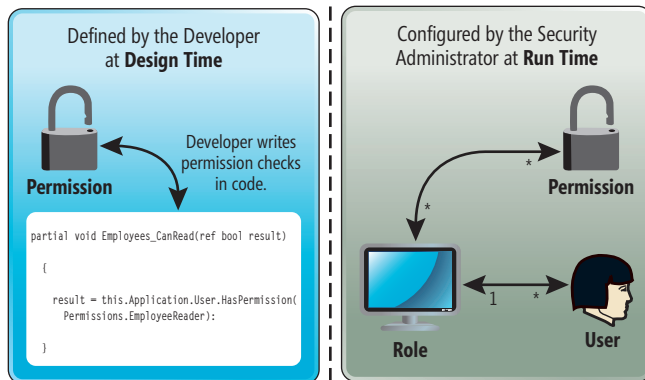 Defined by the Developer
at Design Time
Developer writes
permission checks
in code.
Permission
partial void Employees_CanRead(ref bool result)
{
result = this.Application.User.HasPermission(
Permissions.EmployeeReader):
}
Configured by the Security
Administrator at Run Time
*
Permission
*
1 *
Role
User